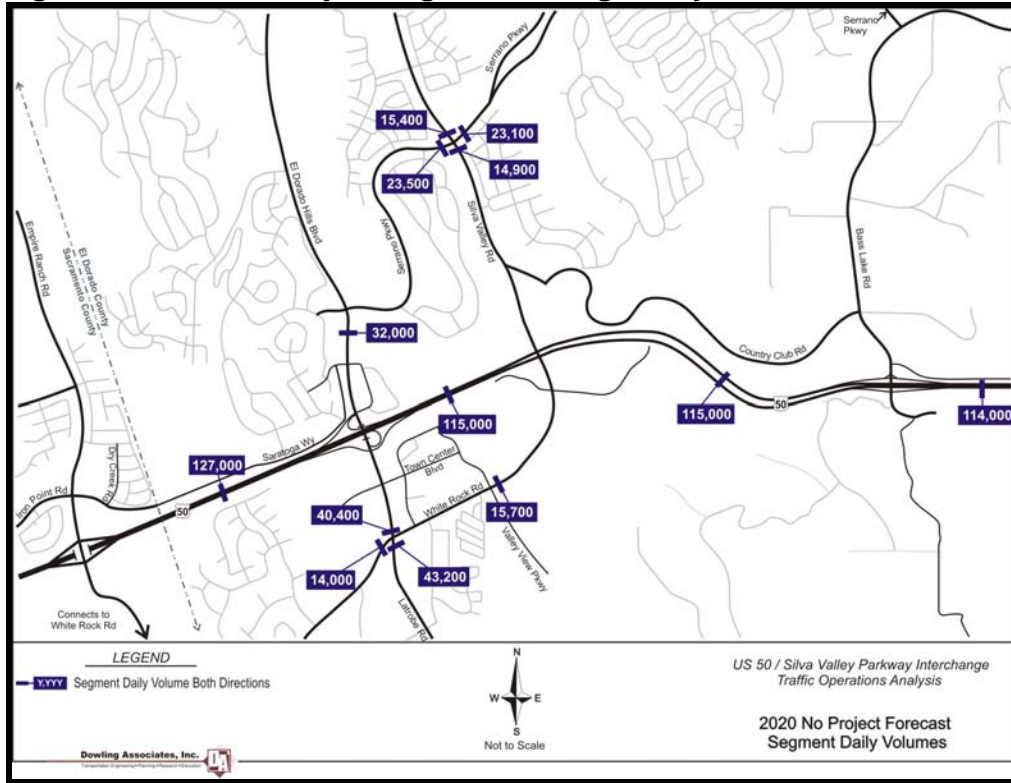 Serrano
Pkwy
Serrano Pkwy
15,400
23,100
23,500
14,900
El Dorado Hills Blvd
Silva Valley Rd
Serrano Pkwy
Empire Ranch Rd
El Dorado County
Sacramento County
Bass Lake Rd
32,000
Country Club Rd
115,000
115,000
50
114,000
Saratoga Wy
127,000
Town Center
Blvd
Dry Creek Rd
Iron Point Rd
50
White Rock Rd
40,400
15,700
14,000
43,200
Valley View Pkwy
Latrobe Rd
Connects to
White Rock Rd
LEGEND
Y,YYY Segment Daily Volume Both Directions
N
W E
S
Not to Scale
US 50 / Silva Valley Parkway Interchange
Traffic Operations Analysis
2020 No Project Forecast
Segment Daily Volumes
Dowling Associates, Inc.
DA
Transportation Engineering • Planning • Research • Education